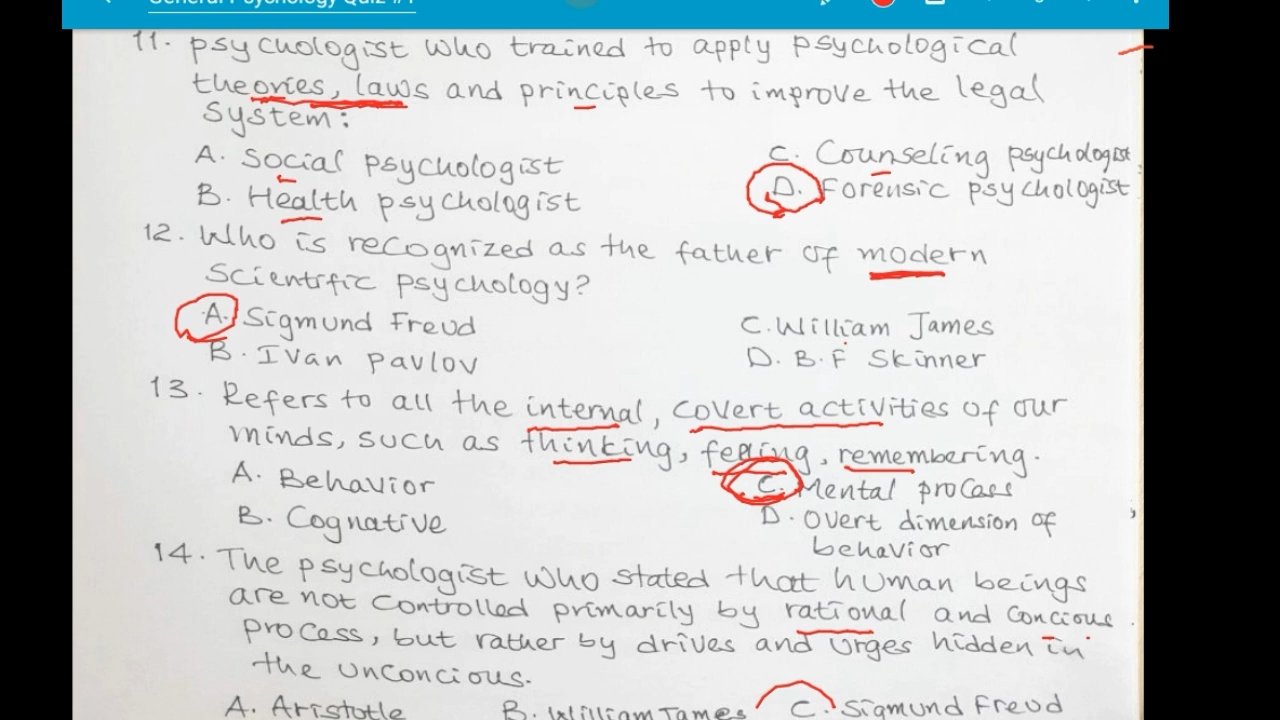 General Psychology Quiz #1
11. psychologist who trained to apply psychological
theories, laws and principles to improve the legal
system:
A. Social psychologist
C. Counseling psychologist
B. Health psychologist
D. Forensic psychologist
12. Who is recognized as the father of modern
Scientific psychology?
A. Sigmund Freud
C. William James
B. Ivan pavlov
D. B.F Skinner
13. Refers to all the internal, covert activities of our
minds, such as thinking, feeling, remembering.
A. Behavior
C. Mental process
B. Cognative
D. Overt dimension of
behavior
14. The psychologist who stated that human beings
are not controlled primarily by rational and concious
process, but rather by drives and urges hidden in
the unconcious.
A. Aristotle B. William James C. Sigmund Freud